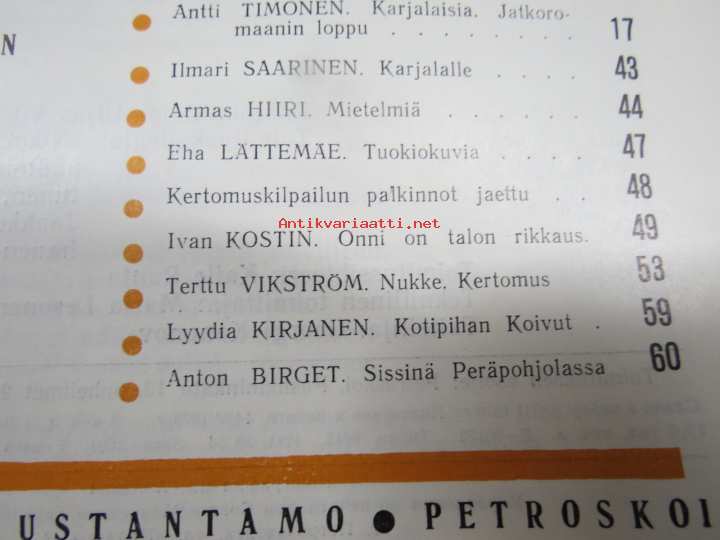 Antti TIMONEN. Karjalaisia. Jatkoro-
maanin loppu . . . . . . . . 17
N
Ilmari SAARINEN. Karjalalle . . . . 43
Armas HIIRI. Mietelmiä . . . . . . 44
Eha LÄTTEMÄE. Tuokiokuvia . . . . 47
Kertomuskilpailun palkinnot jaettu . . 48
Antikvariaatti.net
Ivan KOSTIN. Onni on talon rikkaus. 49
Terttu VIKSTRÖM. Nukke. Kertomus 53
Lyydia KIRJANEN. Kotipihan Koivut . 59
Anton BIRGET. Sissinä Peräpohjolassa 60
USTANTAMO ● PETROSKOI